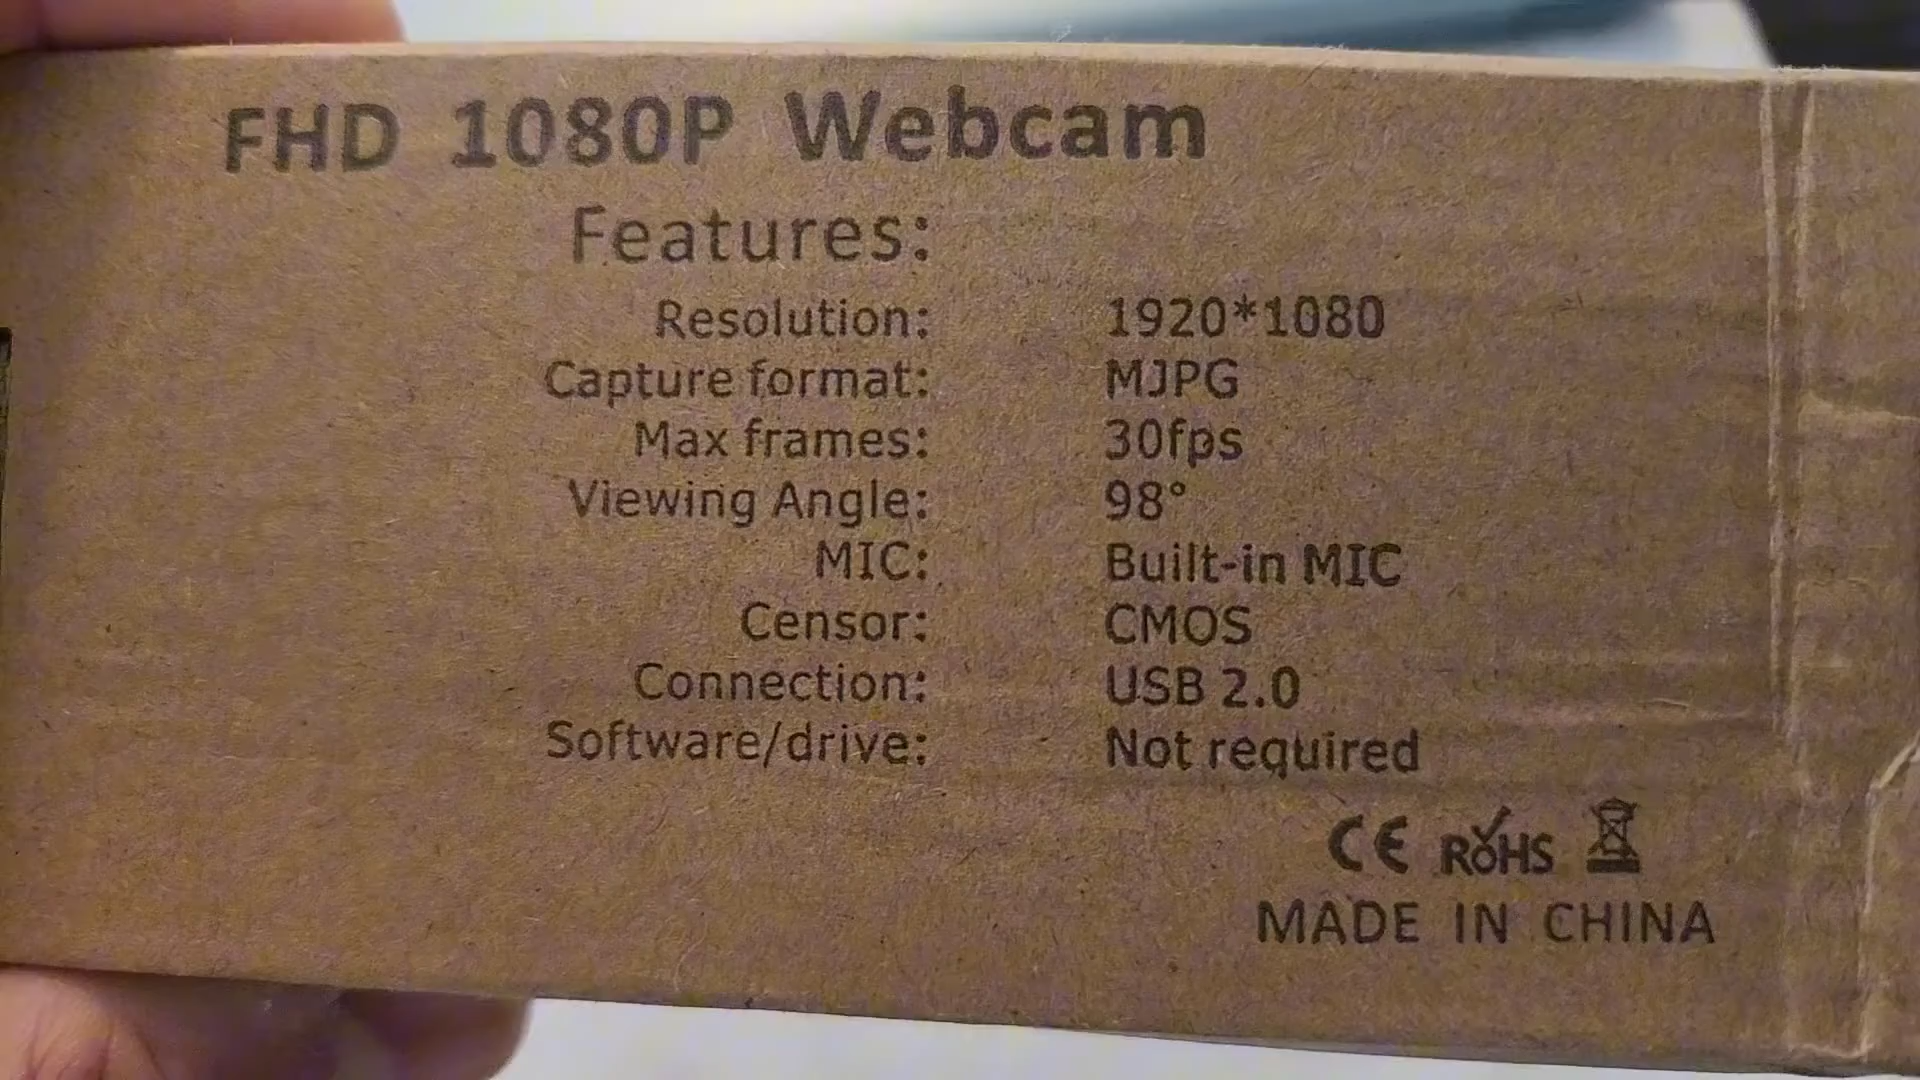 FHD 1080P Webcam
Features:
Resolution: 1920*1080
Capture format: MJPG
Max frames: 30fps
Viewing Angle: 98°
MIC: Built-in MIC
Censor: CMOS
Connection: USB 2.0
Software/drive: Not required
CE RoHS
MADE IN CHINA